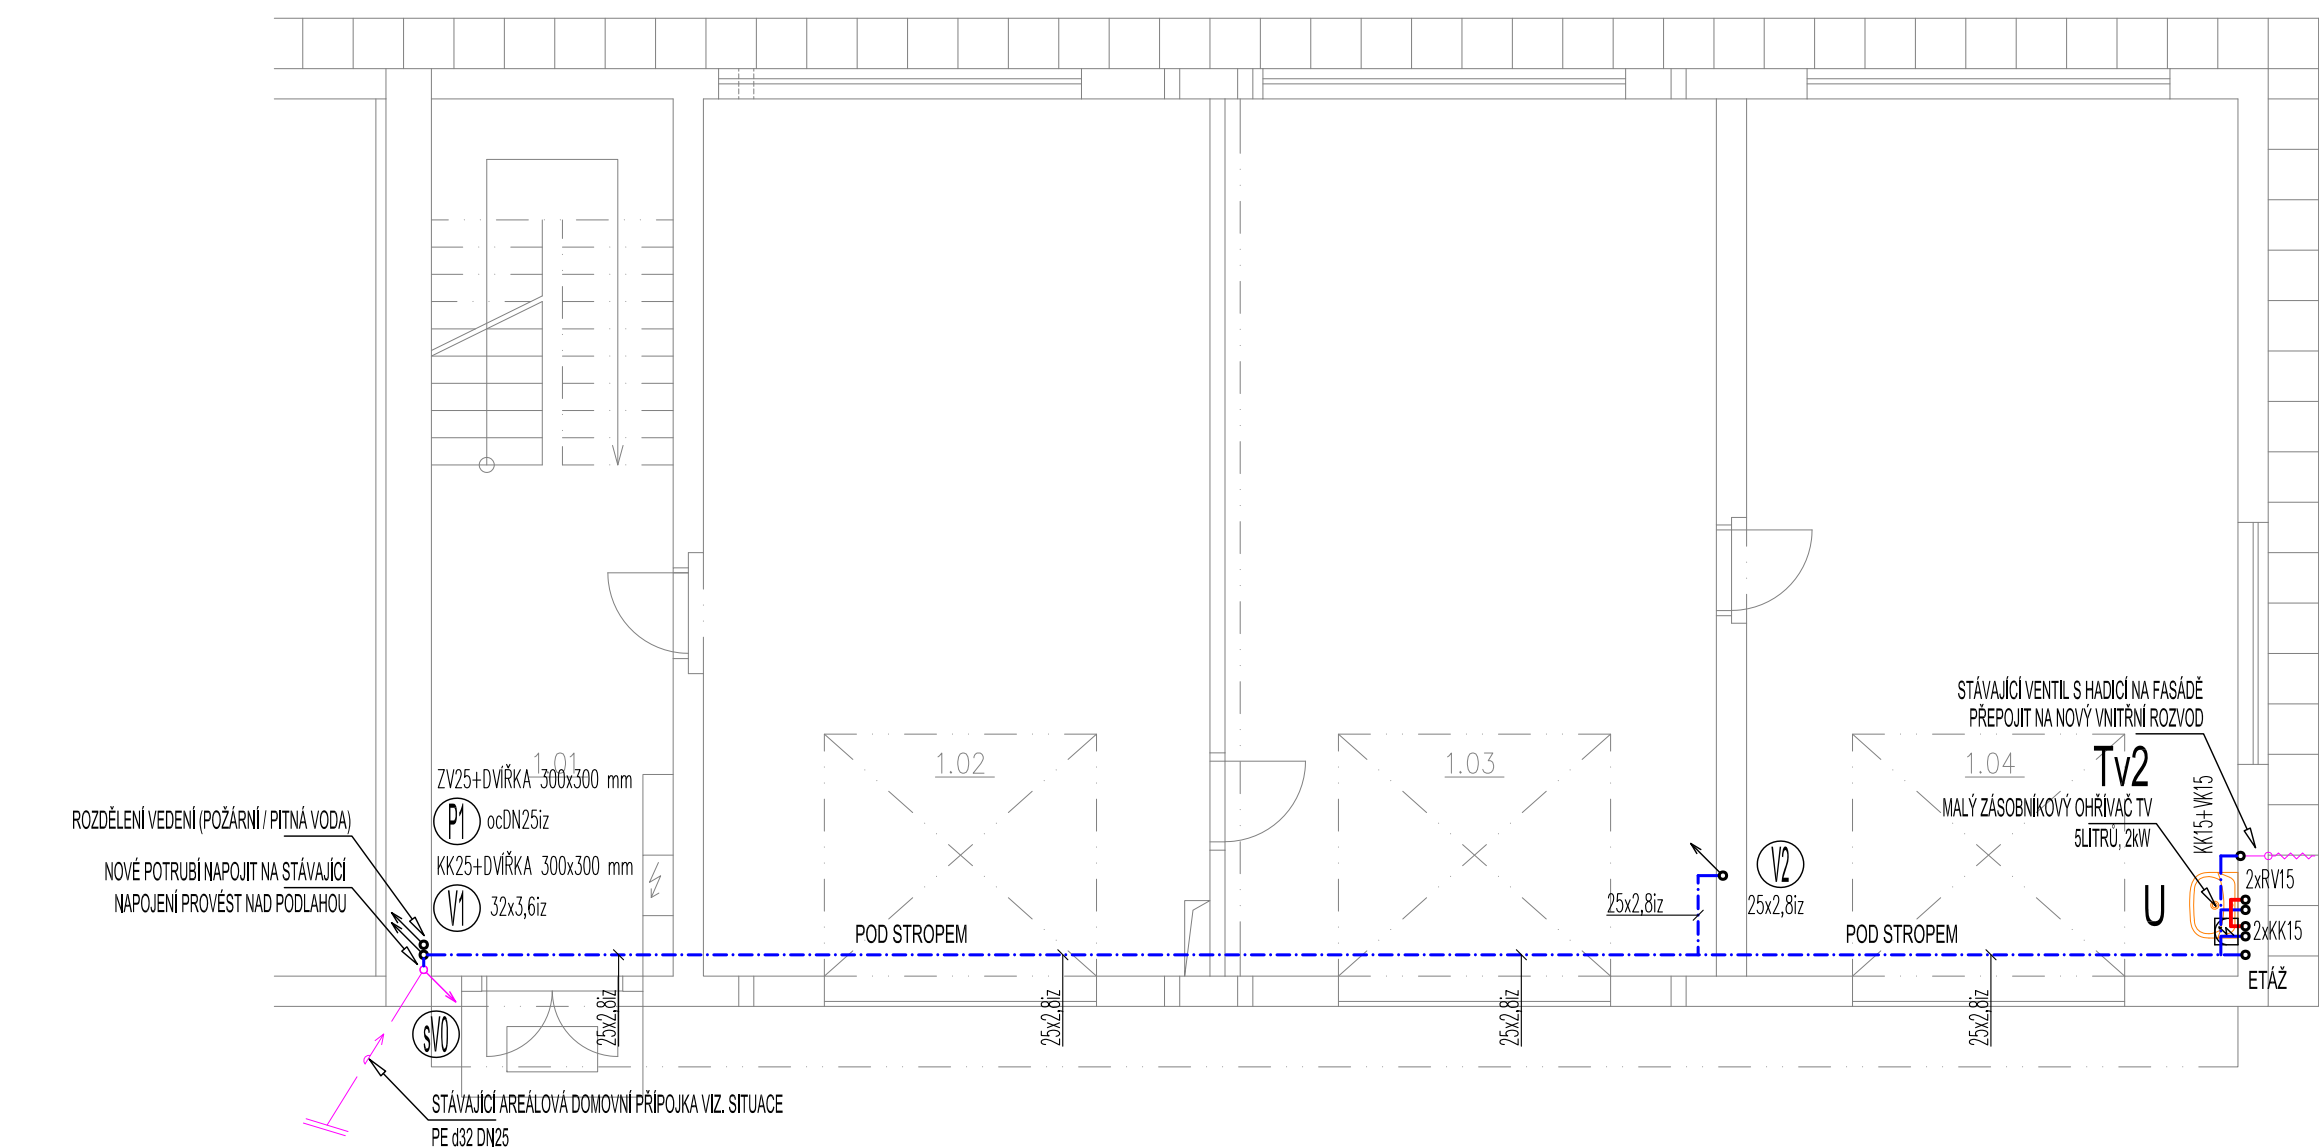 1.01
1.02
1.03
1.04
ZV25+DVÍŘKA 300x300 mm
P1
ocDN25iz
KK25+DVÍŘKA 300x300 mm
V1
32x3,6iz
ROZDĚLENÍ VEDENÍ (POŽÁRNÍ / PITNÁ VODA)
NOVÉ POTRUBÍ NAPOJIT NA STÁVAJÍCÍ
NAPOJENÍ PROVÉST NAD PODLAHOU
sV0
STÁVAJÍCÍ AREÁLOVÁ DOMOVNÍ PŘÍPOJKA VIZ. SITUACE
PE d32 DN25
25x2,8iz
POD STROPEM
25x2,8iz
25x2,8iz
25x2,8iz
V2
25x2,8iz
POD STROPEM
25x2,8iz
STÁVAJÍCÍ VENTIL S HADICÍ NA FASÁDĚ
PŘEPOJIT NA NOVÝ VNITŘNÍ ROZVOD
Tv2
MALÝ ZÁSOBNÍKOVÝ OHŘÍVAČ TV
5LITRŮ, 2kW
KK15+VK15
U
2xRV15
2xKK15
ETÁŽ